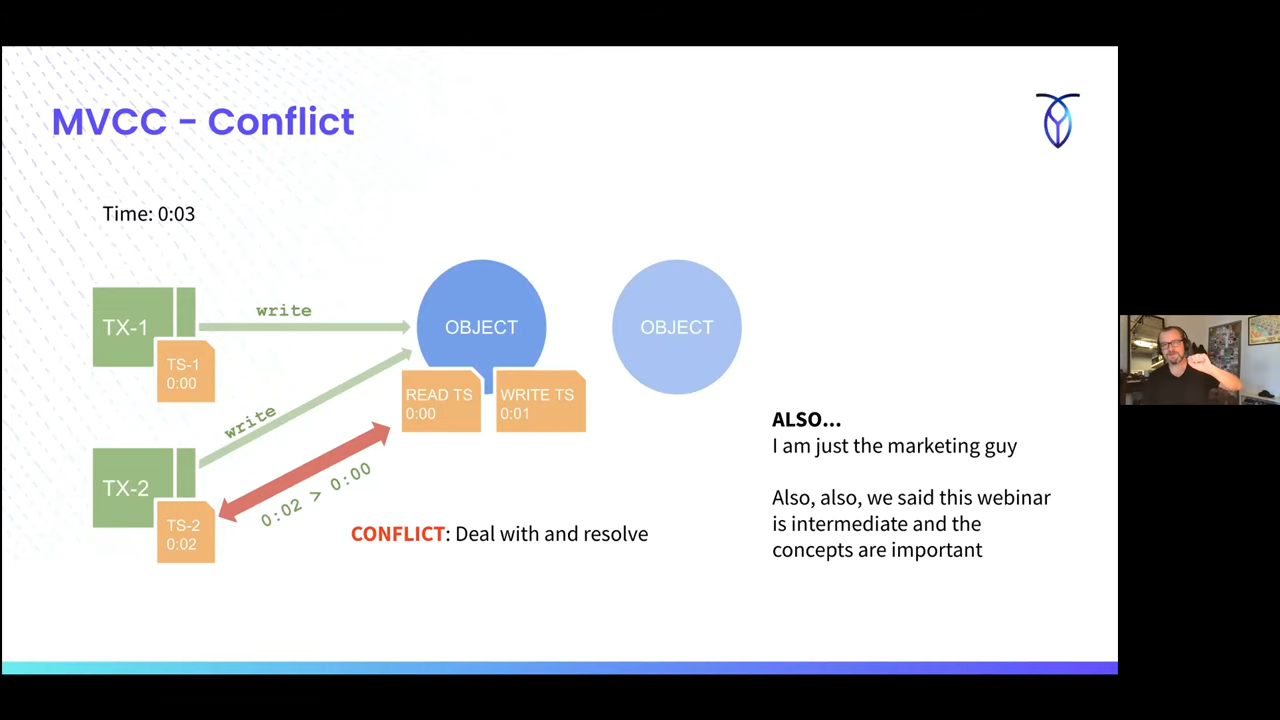 MVCC - Conflict
Time: 0:03
TX-1
TS-1
0:00
write
OBJECT
OBJECT
READ TS
0:00
WRITE TS
0:01
write
TX-2
TS-2
0:02
0:02 > 0:00
CONFLICT: Deal with and resolve
ALSO...
I am just the marketing guy
Also, also, we said this webinar
is intermediate and the
concepts are important